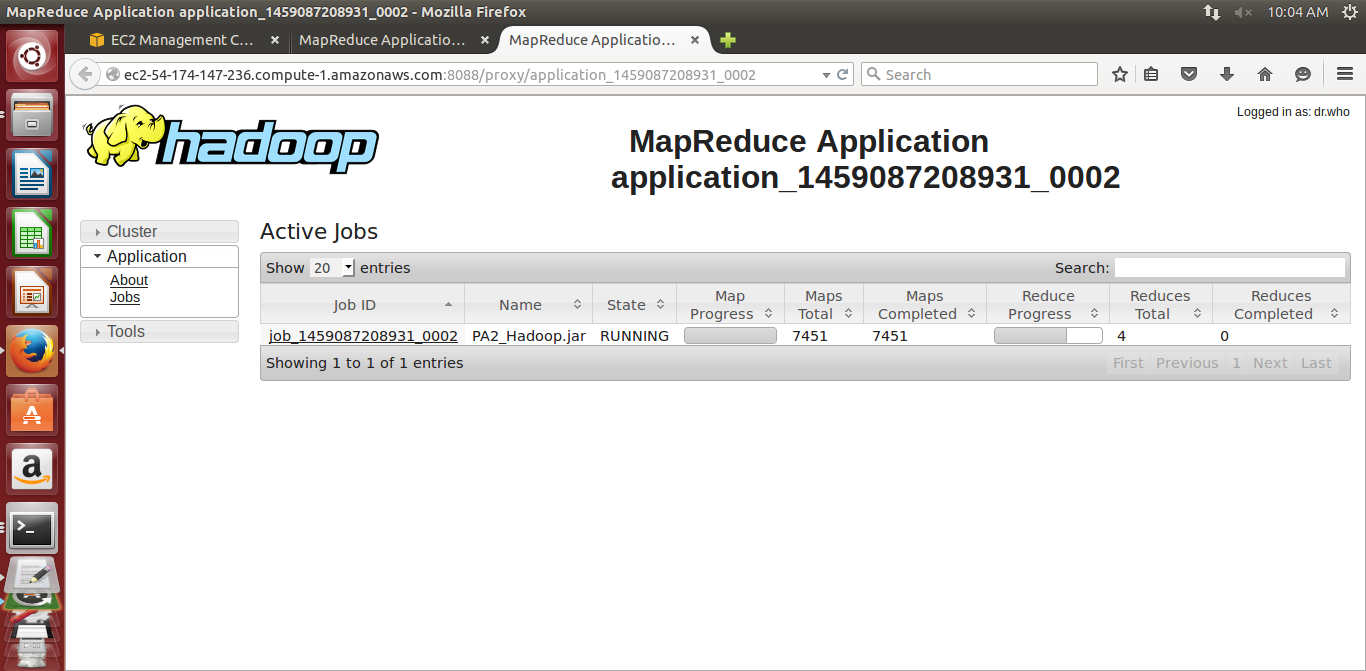 MapReduce Application application_1459087208931_0002 - Mozilla Firefox
10:04 AM
EC2 Management C... × MapReduce Applicatio... × MapReduce Applicatio... ×
ec2-54-174-147-236.compute-1.amazonaws.com:8088/proxy/application_1459087208931_0002
Search
Logged in as: dr.who
hadoop
MapReduce Application
application_1459087208931_0002
Cluster
Application
About
Jobs
Tools
Active Jobs
Show 20 entries
Search:
Job ID Name State Map Progress Maps Total Maps Completed Reduce Progress Reduces Total Reduces Completed
job_1459087208931_0002 PA2_Hadoop.jar RUNNING 7451 7451 4 0
Showing 1 to 1 of 1 entries
First Previous 1 Next Last